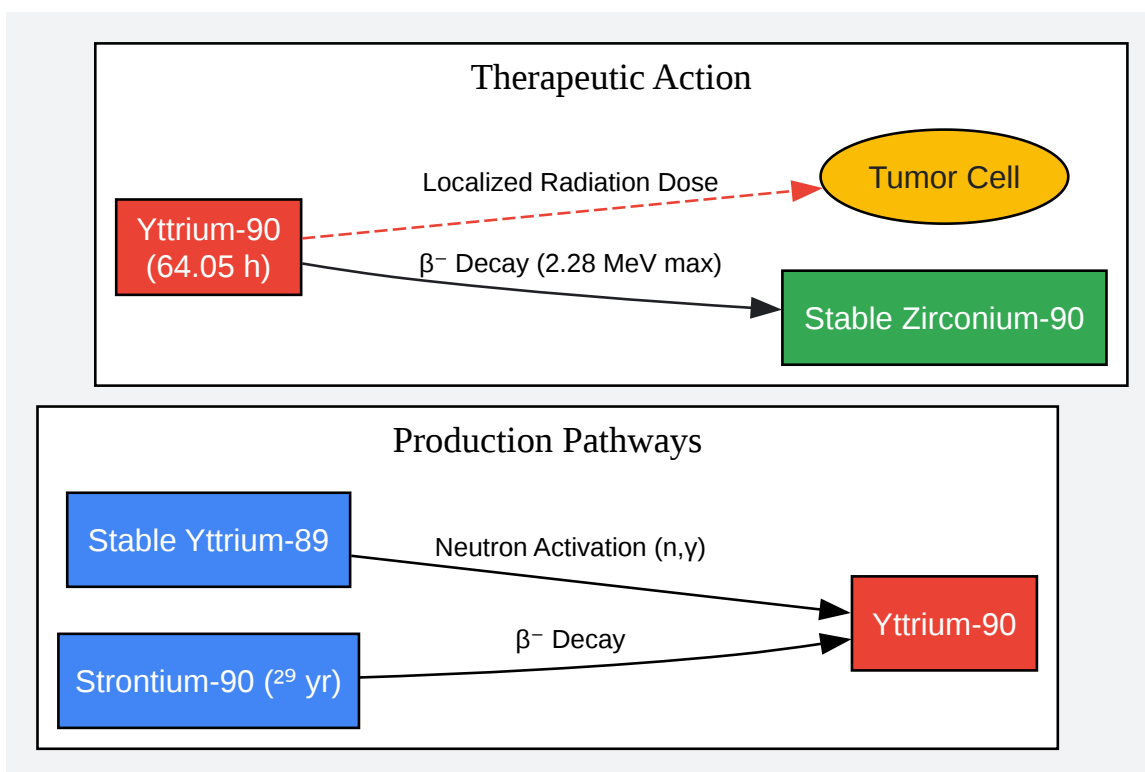 Therapeutic Action
Localized Radiation Dose
Tumor Cell
Yttrium-90
(64.05 h)
β⁻ Decay (2.28 MeV max)
Stable Zirconium-90
Production Pathways
Stable Yttrium-89
Neutron Activation (n,γ)
Yttrium-90
β⁻ Decay
Strontium-90 (²⁹ yr)